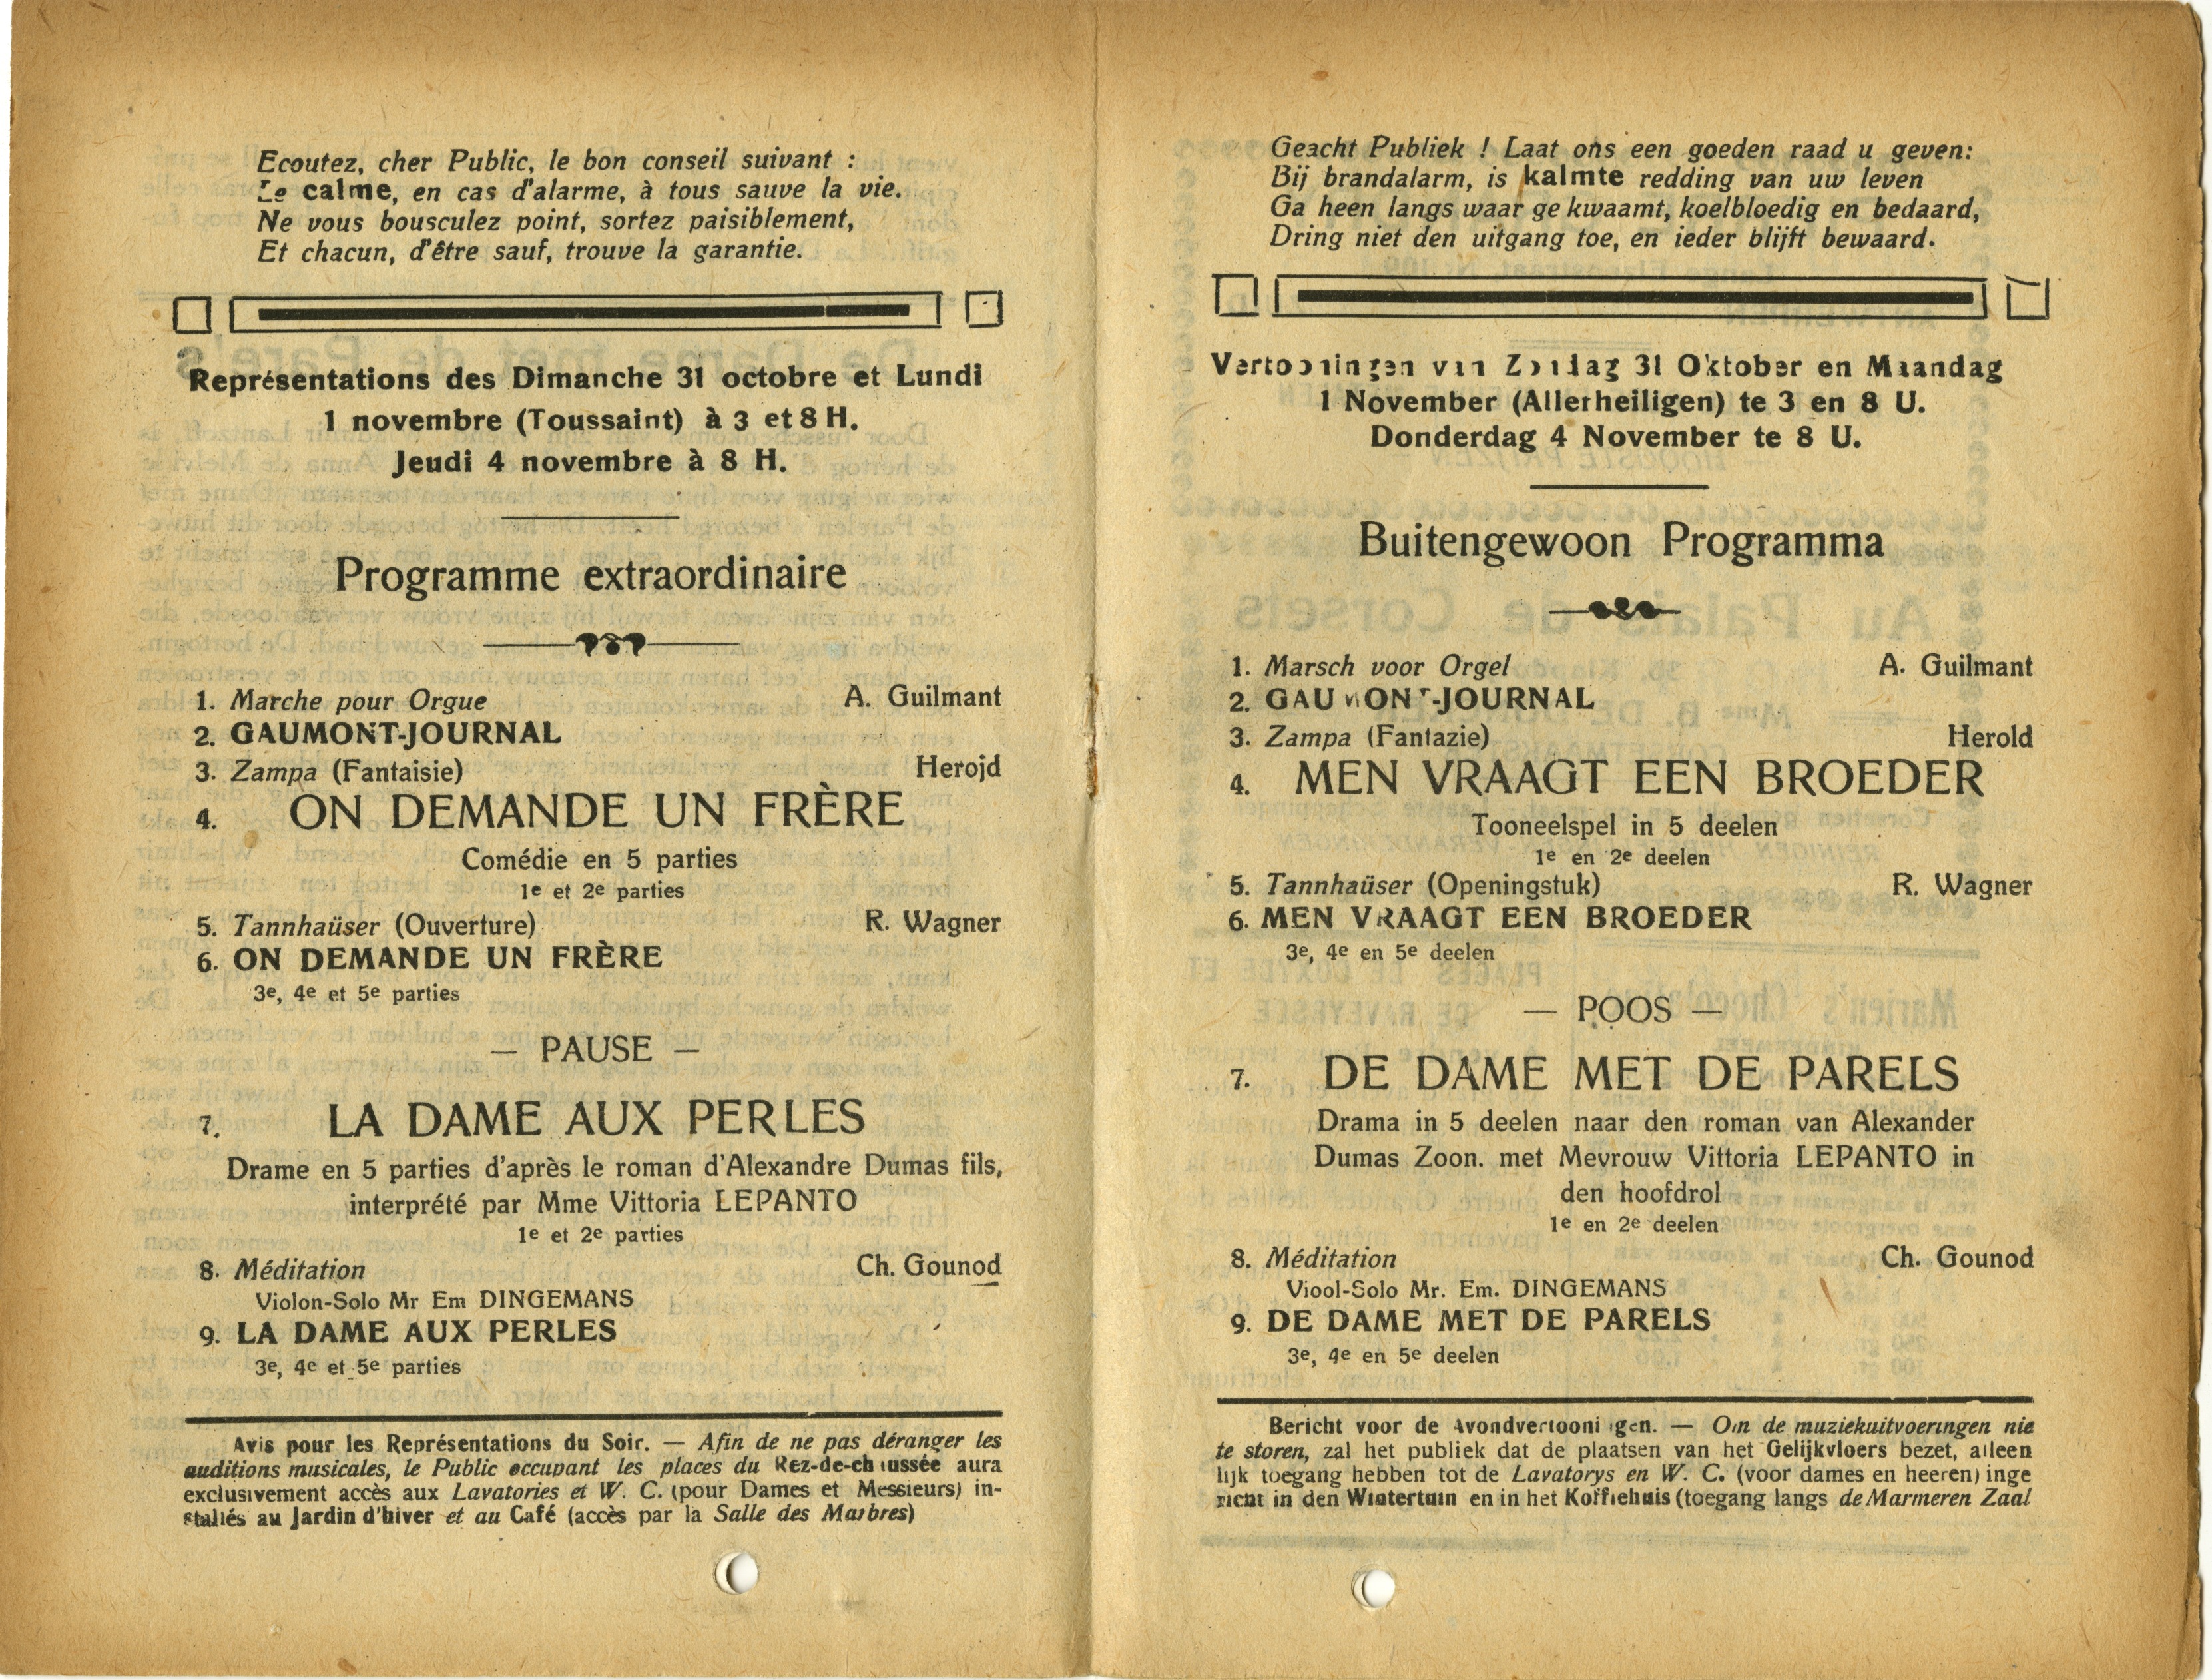 Ecoutez, cher Public, le bon conseil suivant :
Le calme, en cas d'alarme, à tous sauve la vie.
Ne vous bousculez point, sortez paisiblement,
Et chacun, d'être sauf, trouve la garantie.
Représentations des Dimanche 31 octobre et Lundi
1 novembre (Toussaint) à 3 et 8 H.
Jeudi 4 novembre à 8 H.
Programme extraordinaire
1. Marche pour Orgue A. Guilmant
2. GAUMONT-JOURNAL
3. Zampa (Fantaisie) Herojd
4. ON DEMANDE UN FRÈRE
Comédie en 5 parties
1e et 2e parties
5. Tannhaüser (Ouverture) R. Wagner
6. ON DEMANDE UN FRÈRE
3e, 4e et 5e parties
— PAUSE —
7. LA DAME AUX PERLES
Drame en 5 parties d'après le roman d'Alexandre Dumas fils,
interprété par Mme Vittoria LEPANTO
1e et 2e parties
8. Méditation Ch. Gounod
Violon-Solo Mr Em DINGEMANS
9. LA DAME AUX PERLES
3e, 4e et 5e parties
Avis pour les Représentations du Soir. — Afin de ne pas déranger les
auditions musicales, le Public occupant les places du Rez-de-chaussée aura
exclusivement accès aux Lavatories et W. C. (pour Dames et Messieurs) in-
stallés au Jardin d'hiver et au Café (accès par la Salle des Marbres)
Geacht Publiek ! Laat ons een goeden raad u geven:
Bij brandalarm, is kalmte redding van uw leven
Ga heen langs waar ge kwaamt, koelbloedig en bedaard,
Dring niet den uitgang toe, en ieder blijft bewaard.
Vertooningen van Zondag 31 Oktober en Maandag
1 November (Allerheiligen) te 3 en 8 U.
Donderdag 4 November te 8 U.
Buitengewoon Programma
1. Marsch voor Orgel A. Guilmant
2. GAUMONT-JOURNAL
3. Zampa (Fantazie) Herold
4. MEN VRAAGT EEN BROEDER
Tooneelspel in 5 deelen
1e en 2e deelen
5. Tannhaüser (Openingstuk) R. Wagner
6. MEN VRAAGT EEN BROEDER
3e, 4e en 5e deelen
— POOS —
7. DE DAME MET DE PARELS
Drama in 5 deelen naar den roman van Alexander
Dumas Zoon. met Mevrouw Vittoria LEPANTO in
den hoofdrol
1e en 2e deelen
8. Méditation Ch. Gounod
Viool-Solo Mr. Em. DINGEMANS
9. DE DAME MET DE PARELS
3e, 4e en 5e deelen
Bericht voor de Avondvertooningen. — Om de muziekuitvoeringen nie
te storen, zal het publiek dat de plaatsen van het Gelijkvloers bezet, alleen
lijk toegang hebben tot de Lavatorys en W. C. (voor dames en heeren) inge
richt in den Wintertuin en in het Koffiehuis (toegang langs de Marmeren Zaal